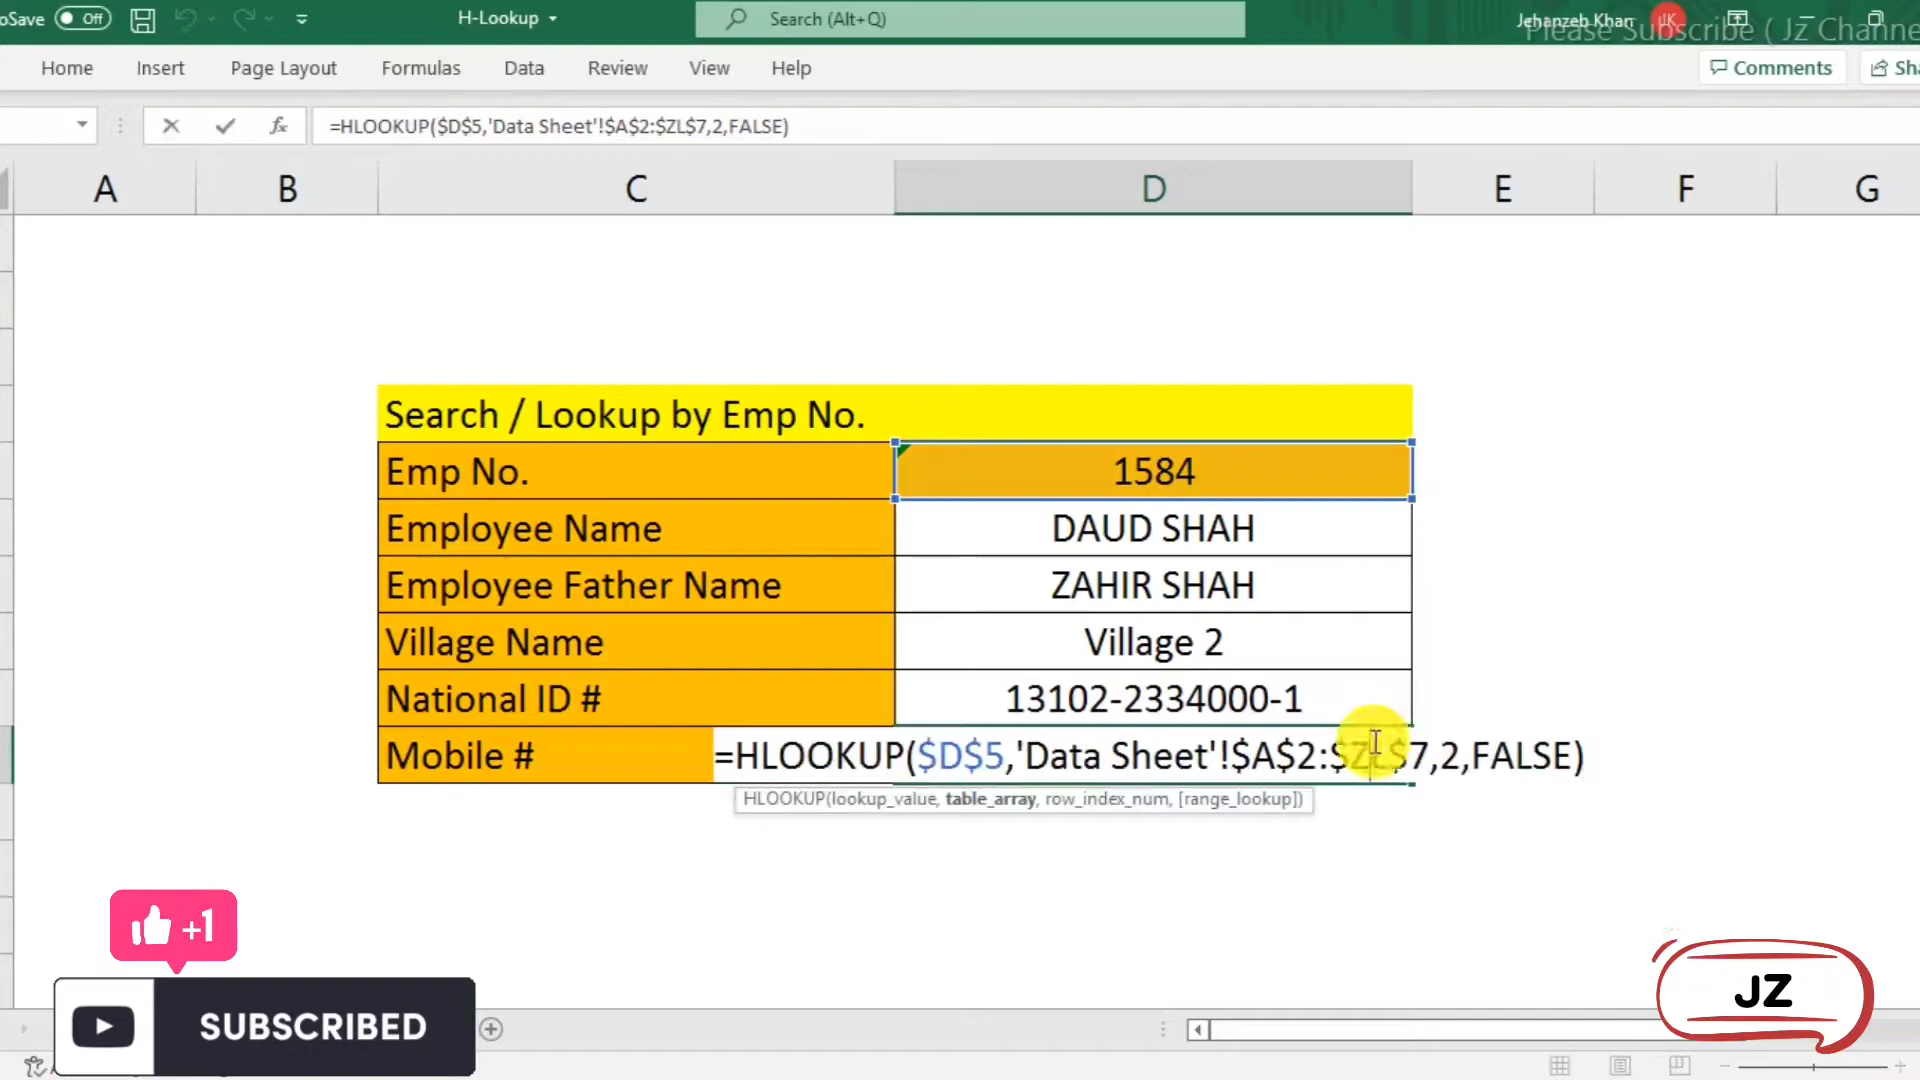 oSave Off H-Lookup Search (Alt+Q) Jehanzeb Khan JK
Please Subscribe ( Jz Channe
Home Insert Page Layout Formulas Data Review View Help Comments Sha
fx =HLOOKUP($D$5,'Data Sheet'!$A$2:$ZL$7,2,FALSE)
A B C D E F G
Search / Lookup by Emp No.
Emp No. 1584
Employee Name DAUD SHAH
Employee Father Name ZAHIR SHAH
Village Name Village 2
National ID # 13102-2334000-1
Mobile # =HLOOKUP($D$5,'Data Sheet'!$A$2:$ZL$7,2,FALSE)
HLOOKUP(lookup_value, table_array, row_index_num, [range_lookup])
+1
SUBSCRIBED
JZ